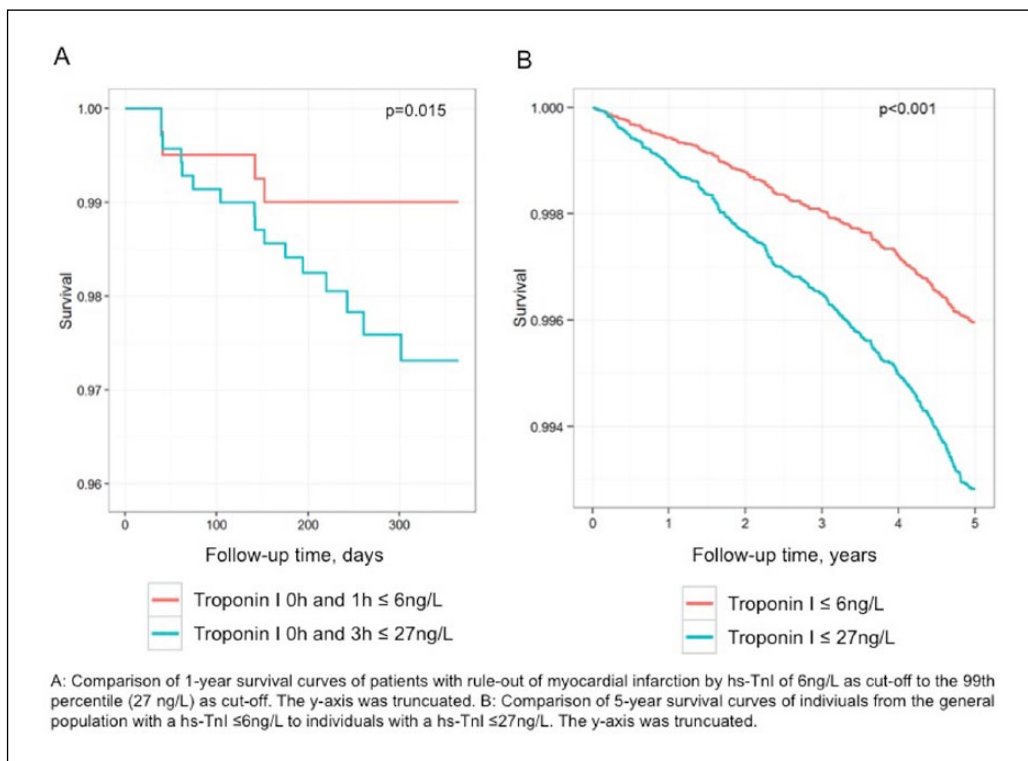 A
p=0.015
1.00
0.99
0.98
0.97
0.96
Survival
0
100
200
300
Follow-up time, days
Troponin I 0h and 1h ≤ 6ng/L
Troponin I 0h and 3h ≤ 27ng/L
B
p<0.001
1.000
0.998
0.996
0.994
Survival
0
1
2
3
4
5
Follow-up time, years
Troponin I ≤ 6ng/L
Troponin I ≤ 27ng/L
A: Comparison of 1-year survival curves of patients with rule-out of myocardial infarction by hs-TnI of 6ng/L as cut-off to the 99th
percentile (27 ng/L) as cut-off. The y-axis was truncated. B: Comparison of 5-year survival curves of indiviuals from the general
population with a hs-TnI ≤6ng/L to individuals with a hs-TnI ≤27ng/L. The y-axis was truncuated.